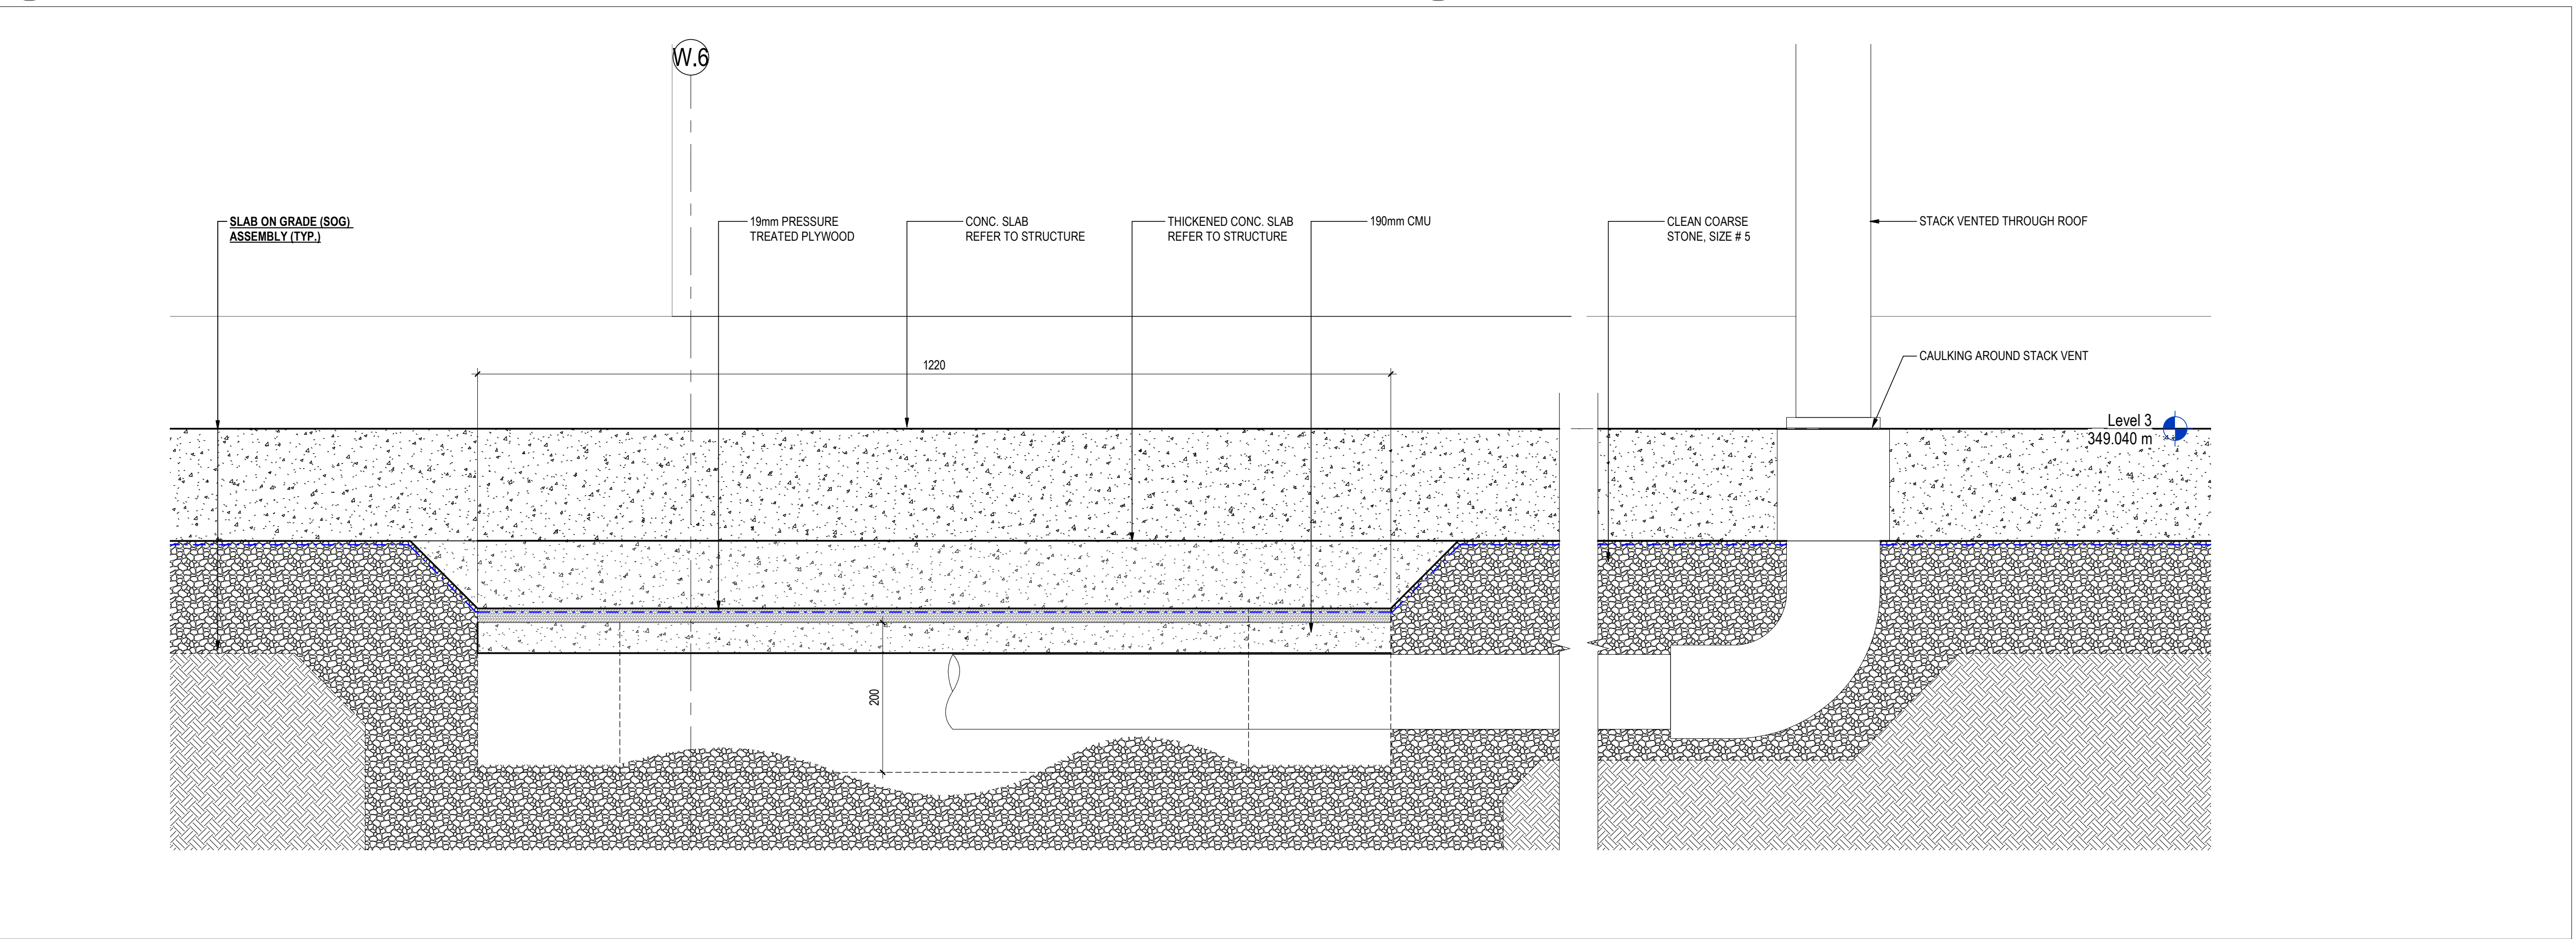 W.6
SLAB ON GRADE (SOG)
ASSEMBLY (TYP.)
19mm PRESSURE
TREATED PLYWOOD
CONC. SLAB
REFER TO STRUCTURE
THICKENED CONC. SLAB
REFER TO STRUCTURE
190mm CMU
CLEAN COARSE
STONE, SIZE # 5
STACK VENTED THROUGH ROOF
CAULKING AROUND STACK VENT
1220
Level 3
349.040 m
200